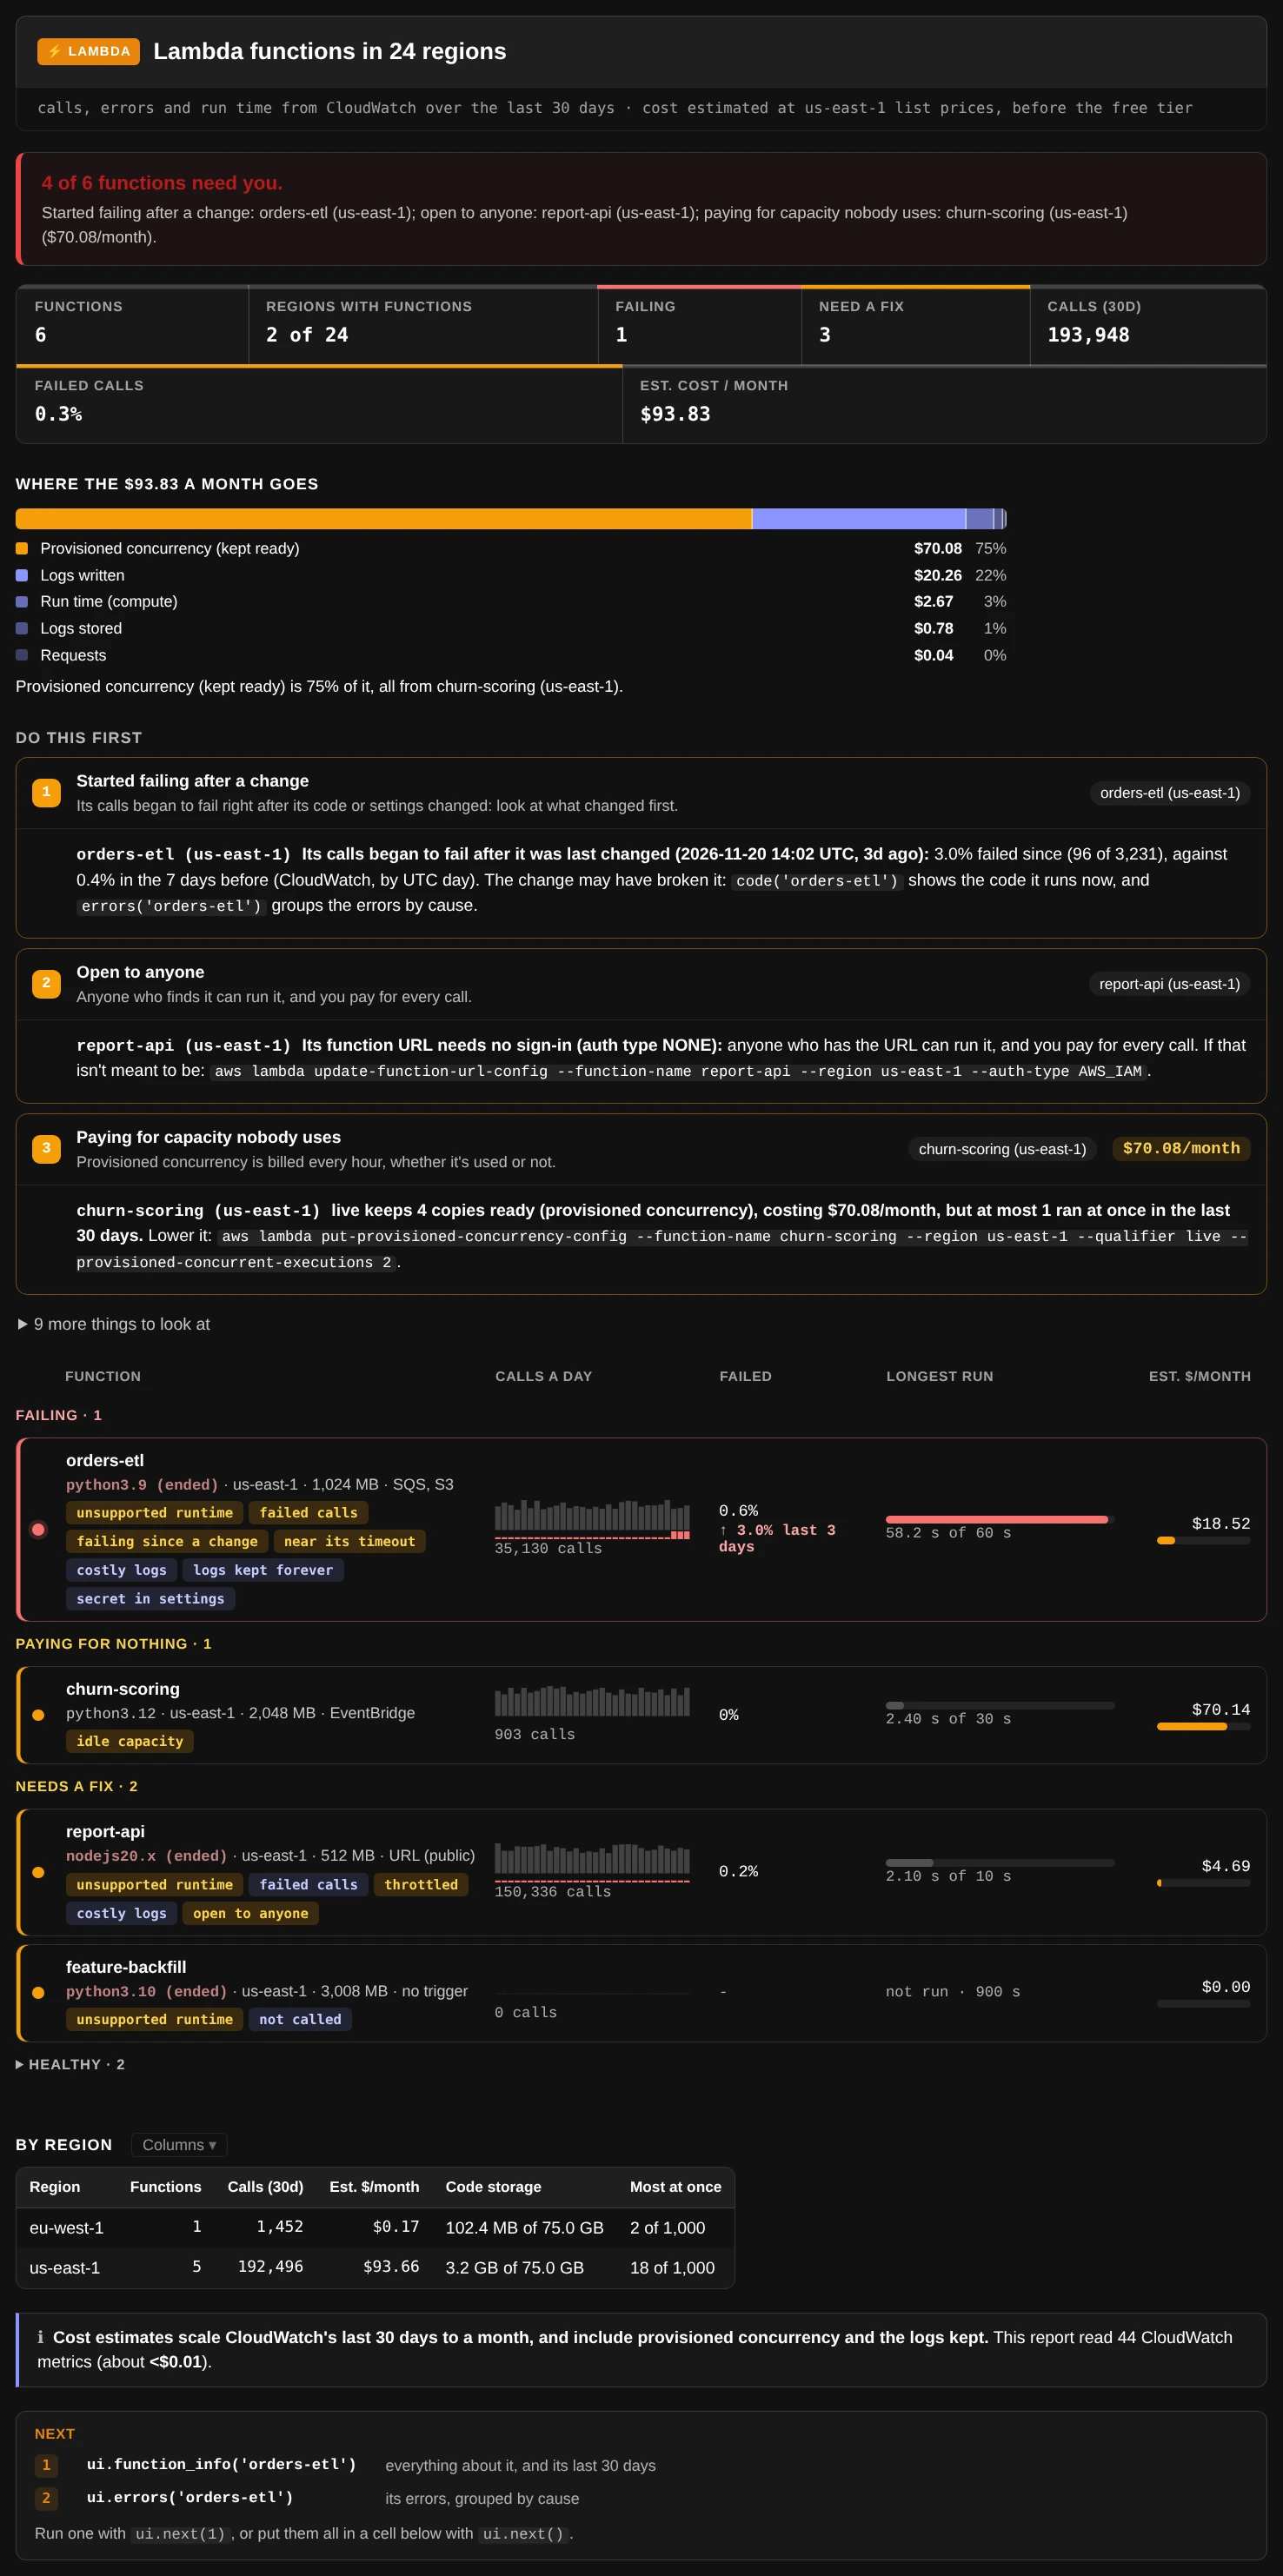 ⚡ LAMBDA Lambda functions in 24 regions
calls, errors and run time from CloudWatch over the last 30 days · cost estimated at us-east-1 list prices, before the free tier
4 of 6 functions need you.
Started failing after a change: orders-etl (us-east-1); open to anyone: report-api (us-east-1); paying for capacity nobody uses: churn-scoring (us-east-1)
($70.08/month).
FUNCTIONS REGIONS WITH FUNCTIONS FAILING NEED A FIX CALLS (30D)
6 2 of 24 1 3 193,948
FAILED CALLS EST. COST / MONTH
0.3% $93.83
WHERE THE $93.83 A MONTH GOES
Provisioned concurrency (kept ready) $70.08 75%
Logs written $20.26 22%
Run time (compute) $2.67 3%
Logs stored $0.78 1%
Requests $0.04 0%
Provisioned concurrency (kept ready) is 75% of it, all from churn-scoring (us-east-1).
DO THIS FIRST
1 Started failing after a change
Its calls began to fail right after its code or settings changed: look at what changed first.
orders-etl (us-east-1)
orders-etl (us-east-1) Its calls began to fail after it was last changed (2026-11-20 14:02 UTC, 3d ago): 3.0% failed since (96 of 3,231), against
0.4% in the 7 days before (CloudWatch, by UTC day). The change may have broken it: code('orders-etl') shows the code it runs now, and
errors('orders-etl') groups the errors by cause.
2 Open to anyone
Anyone who finds it can run it, and you pay for every call.
report-api (us-east-1)
report-api (us-east-1) Its function URL needs no sign-in (auth type NONE): anyone who has the URL can run it, and you pay for every call. If that
isn't meant to be: aws lambda update-function-url-config --function-name report-api --region us-east-1 --auth-type AWS_IAM.
3 Paying for capacity nobody uses
Provisioned concurrency is billed every hour, whether it's used or not.
churn-scoring (us-east-1) $70.08/month
churn-scoring (us-east-1) live keeps 4 copies ready (provisioned concurrency), costing $70.08/month, but at most 1 ran at once in the last
30 days. Lower it: aws lambda put-provisioned-concurrency-config --function-name churn-scoring --region us-east-1 --qualifier live --
provisioned-concurrent-executions 2.
▶ 9 more things to look at
FUNCTION CALLS A DAY FAILED LONGEST RUN EST. $/MONTH
FAILING · 1
orders-etl
python3.9 (ended) · us-east-1 · 1,024 MB · SQS, S3
unsupported runtime failed calls
failing since a change near its timeout
costly logs logs kept forever
secret in settings
35,130 calls
0.6%
↑ 3.0% last 3
days
58.2 s of 60 s
$18.52
PAYING FOR NOTHING · 1
churn-scoring
python3.12 · us-east-1 · 2,048 MB · EventBridge
idle capacity
903 calls
0%
2.40 s of 30 s
$70.14
NEEDS A FIX · 2
report-api
nodejs20.x (ended) · us-east-1 · 512 MB · URL (public)
unsupported runtime failed calls throttled
costly logs open to anyone
150,336 calls
0.2%
2.10 s of 10 s
$4.69
feature-backfill
python3.10 (ended) · us-east-1 · 3,008 MB · no trigger
unsupported runtime not called
0 calls
-
not run · 900 s
$0.00
▶ HEALTHY · 2
BY REGION Columns ▾
Region Functions Calls (30d) Est. $/month Code storage Most at once
eu-west-1 1 1,452 $0.17 102.4 MB of 75.0 GB 2 of 1,000
us-east-1 5 192,496 $93.66 3.2 GB of 75.0 GB 18 of 1,000
ℹ Cost estimates scale CloudWatch's last 30 days to a month, and include provisioned concurrency and the logs kept. This report read 44 CloudWatch
metrics (about <$0.01).
NEXT
1 ui.function_info('orders-etl') everything about it, and its last 30 days
2 ui.errors('orders-etl') its errors, grouped by cause
Run one with ui.next(1), or put them all in a cell below with ui.next().